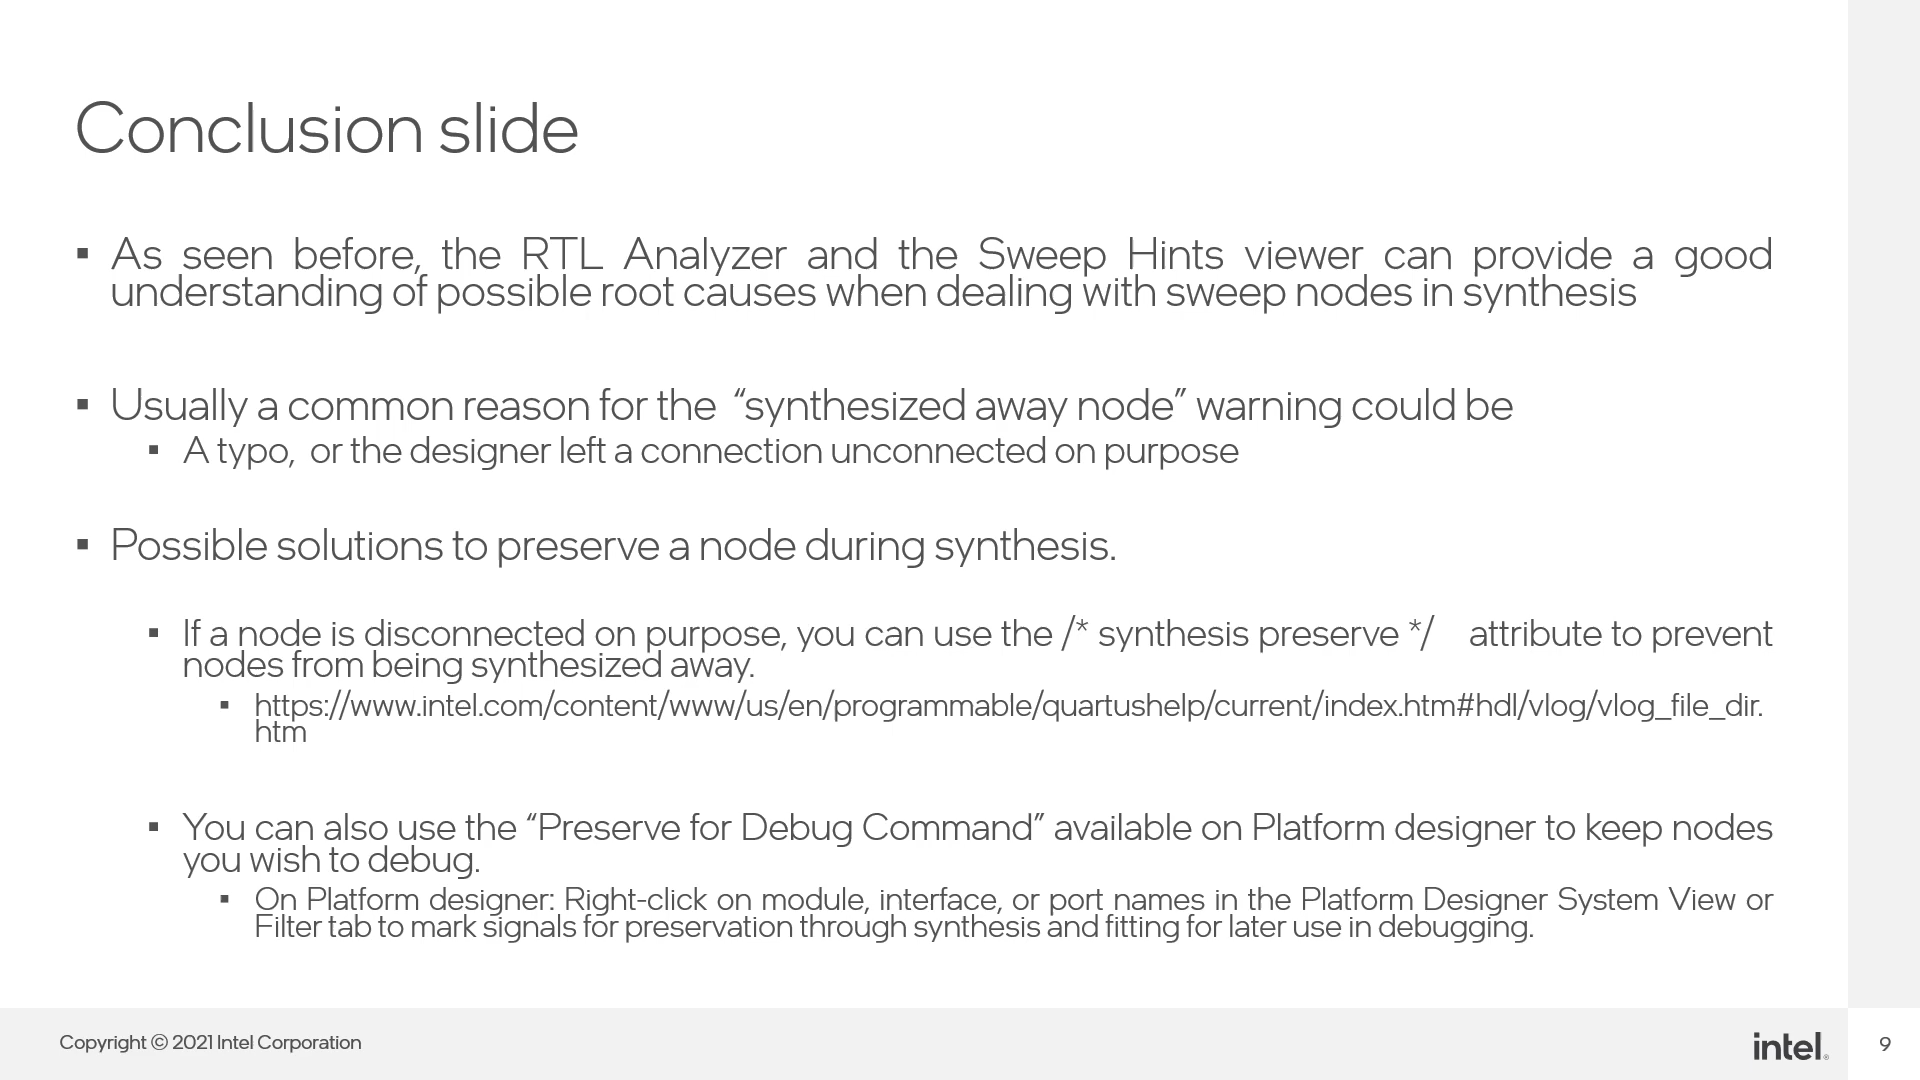 Conclusion slide
▪ As seen before, the RTL Analyzer and the Sweep Hints viewer can provide a good
understanding of possible root causes when dealing with sweep nodes in synthesis
▪ Usually a common reason for the “synthesized away node” warning could be
▪ A typo, or the designer left a connection unconnected on purpose
▪ Possible solutions to preserve a node during synthesis.
▪ If a node is disconnected on purpose, you can use the /* synthesis preserve */ attribute to prevent
nodes from being synthesized away.
▪ https://www.intel.com/content/www/us/en/programmable/quartushelp/current/index.htm#hdl/vlog/vlog_file_dir.
htm
▪ You can also use the “Preserve for Debug Command” available on Platform designer to keep nodes
you wish to debug.
▪ On Platform designer: Right-click on module, interface, or port names in the Platform Designer System View or
Filter tab to mark signals for preservation through synthesis and fitting for later use in debugging.
Copyright © 2021 Intel Corporation
intel®
9